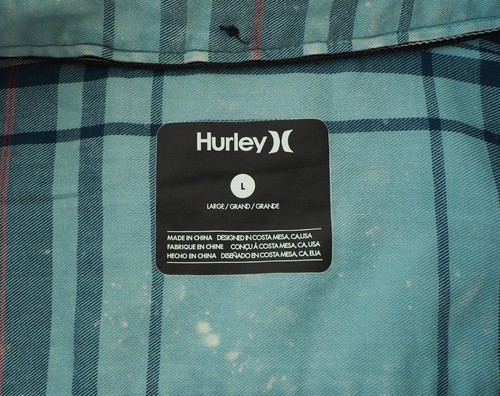 Hurley
L
LARGE / GRAND / GRANDE
MADE IN CHINA DESIGNED IN COSTA MESA, CA,USA
FABRIQUE EN CHINE CONÇU Á COSTA MESA, CA, USA
HECHO EN CHINA DISEÑADO EN COSTA MESA, CA, EUA